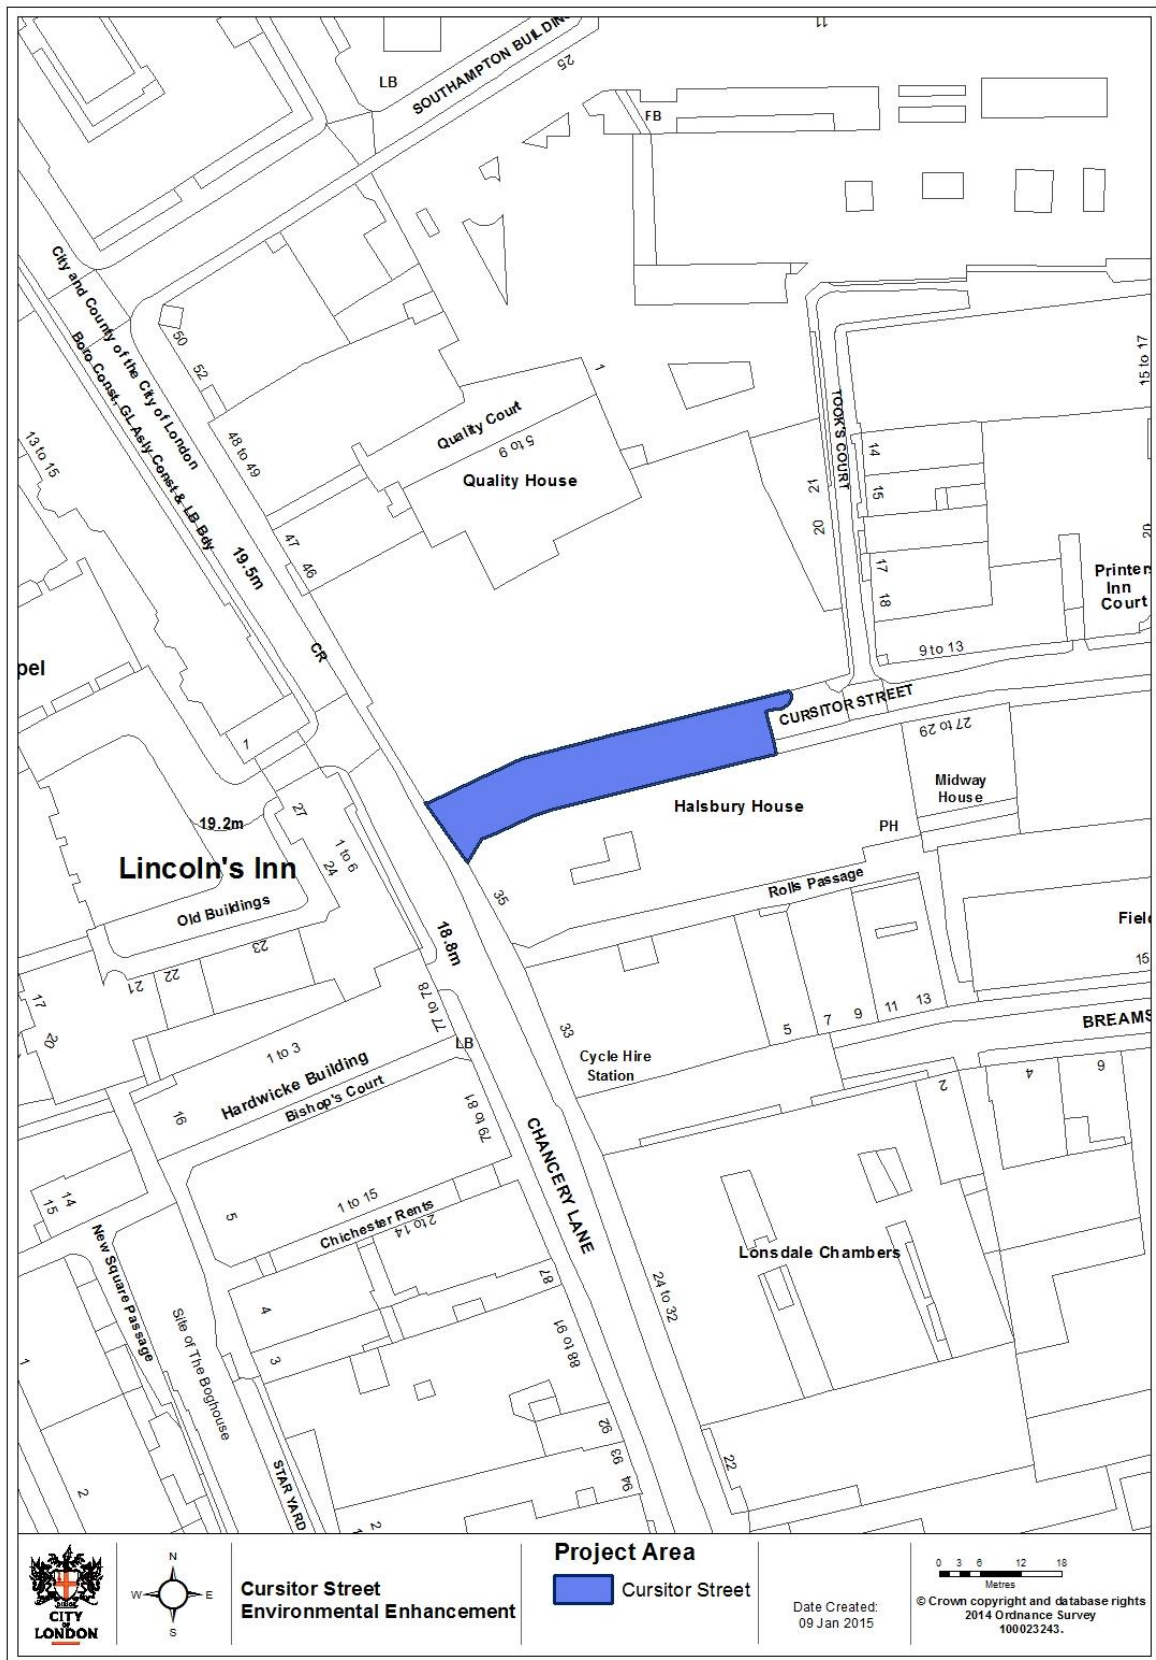 11
LB
SOUTHAMPTON BUILDING
25
FB
City and County of the City of London
Boro Const, GL Asly Const & LB Bdy
50
52
48 to 49
13 to 15
Quality Court
1
5 to 9
Quality House
TOOK'S COURT
15 to 17
14
15
21
20
17
18
20
Printers
Inn
Court
47
46
19.5m
CR
pel
9 to 13
CURSITOR STREET
27 to 29
1
Halsbury House
Midway
House
PH
19.2m
27
1 to 6
24
Lincoln's Inn
Old Buildings
35
Rolls Passage
18.8m
23
22
21
Field
15
17
20
77 to 78
LB
33
5
7
9
11
13
BREAMS
1 to 3
Hardwicke Building
Bishop's Court
16
Cycle Hire
Station
79 to 81
2
4
6
CHANCERY LANE
14
15
5
1 to 15
Chichester Rents
2 to 14
New Square Passage
Site of The Boghouse
Lonsdale Chambers
87
24 to 32
4
3
88 to 91
1
92
93
94
22
2
STAR YARD
1
2
CITY
OF
LONDON
N
W
E
S
Cursitor Street
Environmental Enhancement
Project Area
Cursitor Street
Date Created:
09 Jan 2015
0 3 6 12 18
Metres
© Crown copyright and database rights
2014 Ordnance Survey
100023243.